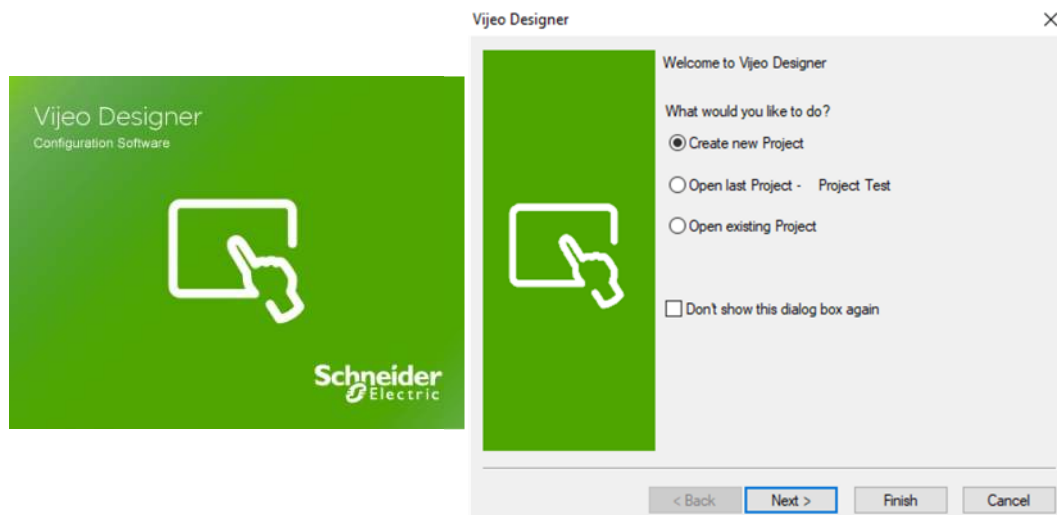 Vijeo Designer
Configuration Software
Schneider
Electric
Vijeo Designer
Welcome to Vijeo Designer
What would you like to do?
Create new Project
Open last Project - Project Test
Open existing Project
Don't show this dialog box again
< Back Next > Finish Cancel